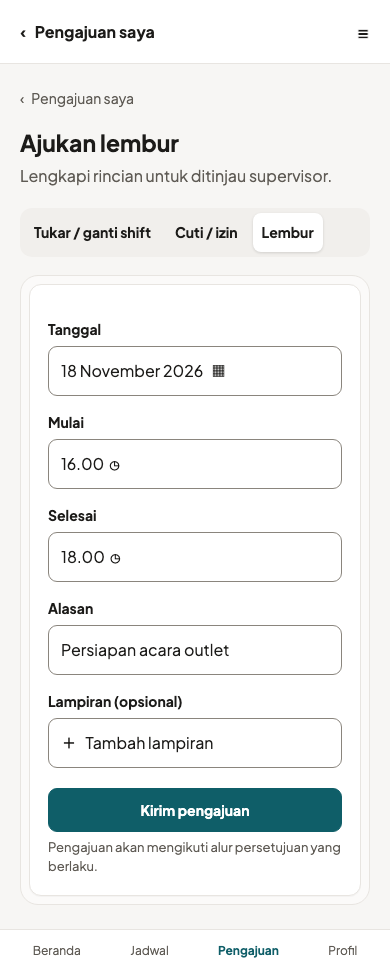 ‹ Pengajuan saya
≡
‹ Pengajuan saya
Ajukan lembur
Lengkapi rincian untuk ditinjau supervisor.
Tukar / ganti shift Cuti / izin Lembur
Tanggal
18 November 2026
Mulai
16.00
Selesai
18.00
Alasan
Persiapan acara outlet
Lampiran (opsional)
+ Tambah lampiran
Kirim pengajuan
Pengajuan akan mengikuti alur persetujuan yang
berlaku.
Beranda Jadwal Pengajuan Profil